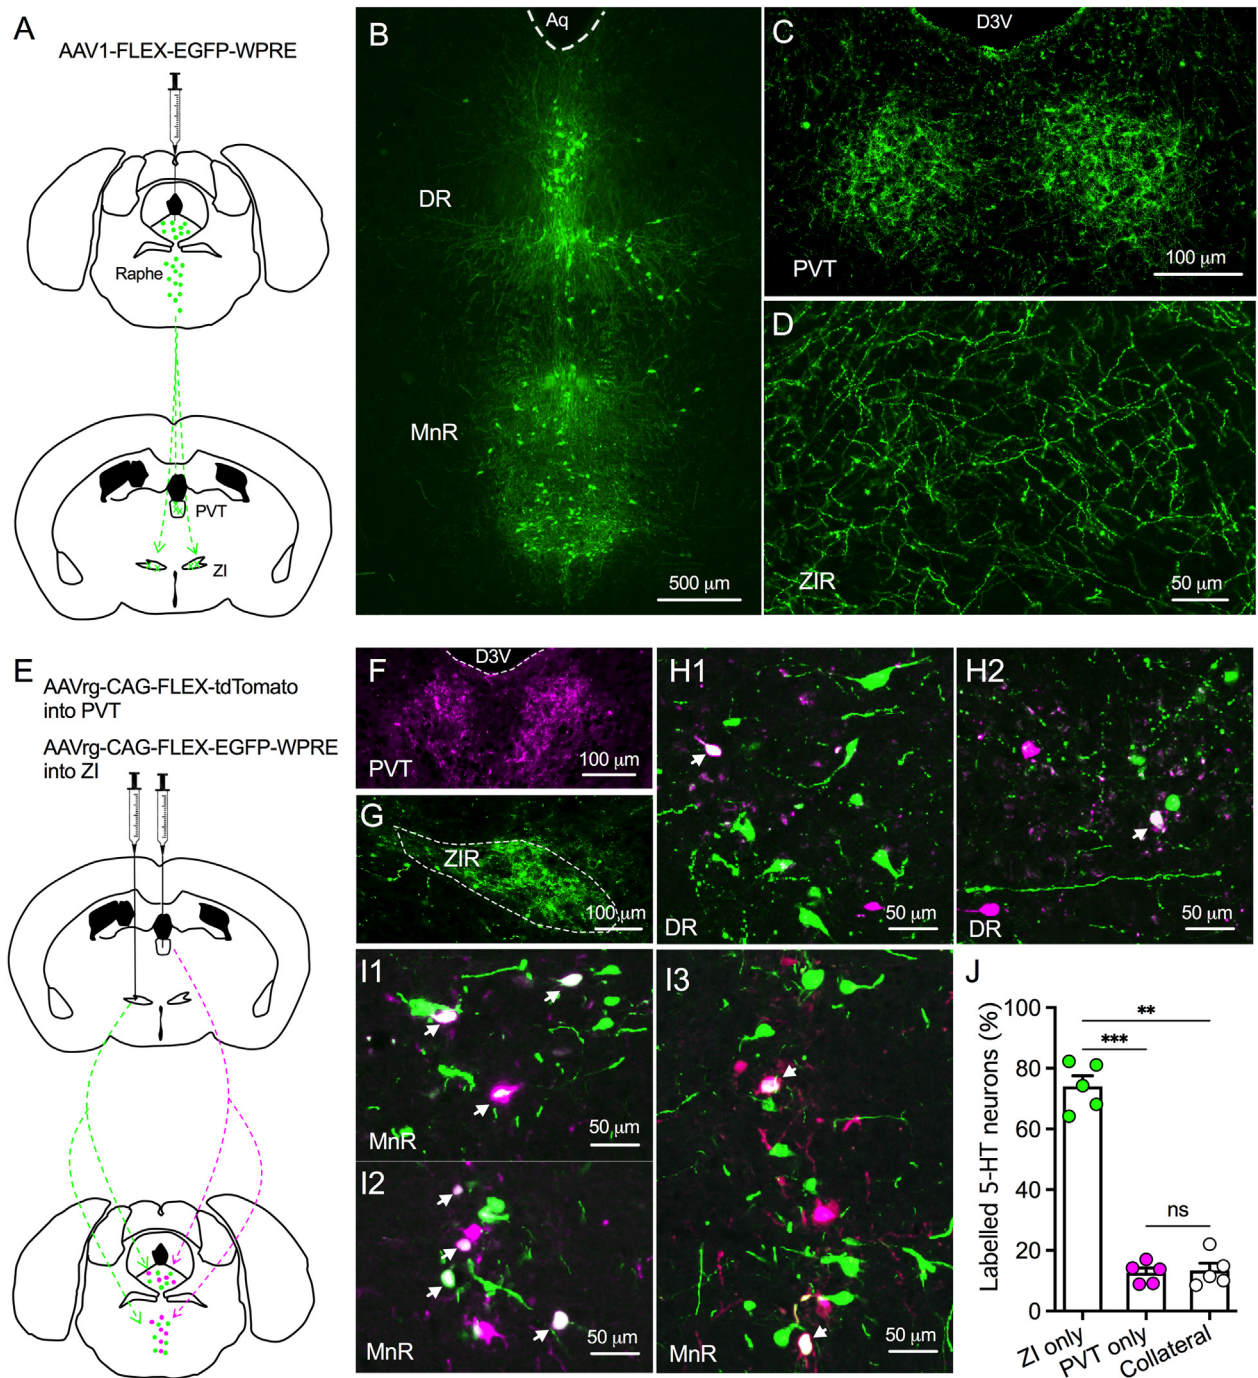 A
AAV1-FLEX-EGFP-WPRE
Raphe
PVT
ZI
B
Aq
DR
MnR
500 μm
C
D3V
PVT
100 μm
D
ZIR
50 μm
E
AAVrg-CAG-FLEX-tdTomato
into PVT
AAVrg-CAG-FLEX-EGFP-WPRE
into ZI
F
D3V
PVT
100 μm
G
ZIR
100 μm
H1
DR
50 μm
H2
DR
50 μm
I1
MnR
50 μm
I2
MnR
50 μm
I3
MnR
50 μm
J
Labelled 5-HT neurons (%)
100
80
60
40
20
0
**
***
ns
ZI only
PVT only
Collateral